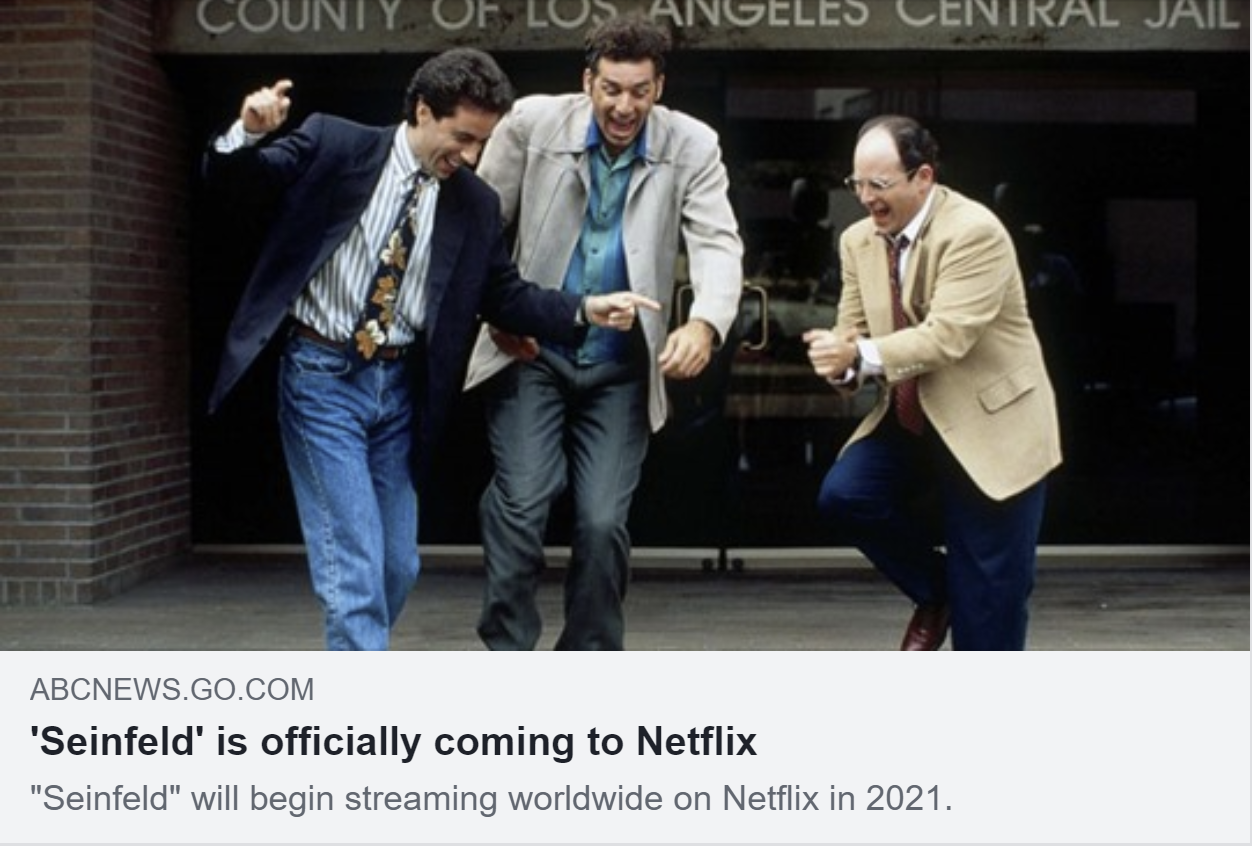 COUNTY OF LOS ANGELES CENTRAL JAIL
ABCNEWS.GO.COM
'Seinfeld' is officially coming to Netflix
"Seinfeld" will begin streaming worldwide on Netflix in 2021.